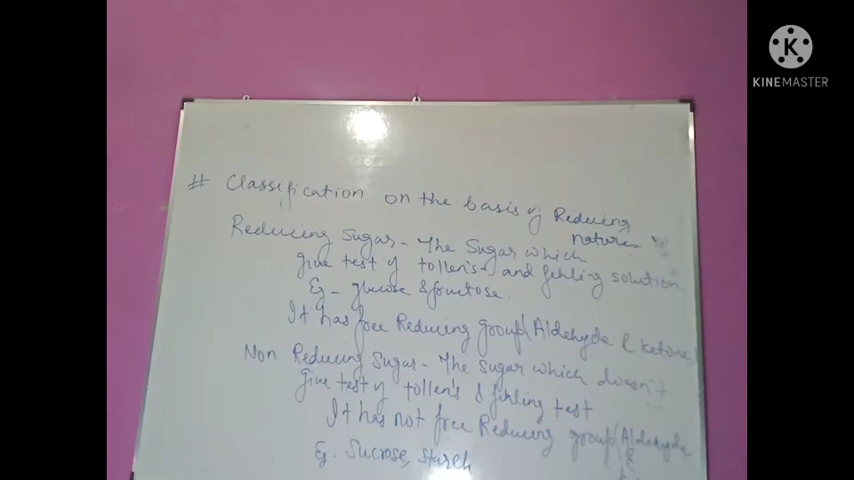 KINEMASTER
# Classification on the basis of Reducing
nature
Reducing Sugar - The Sugar which
give test of tollen's and fehling solution.
Eg - glucose & fructose.
It has free Reducing group (Aldehyde & ketone)
Non Reducing Sugar - The Sugar which doesn't
give test of tollen's & fehling test
It has not free Reducing group (Aldehyde
&
Eg. Sucrose, Starch